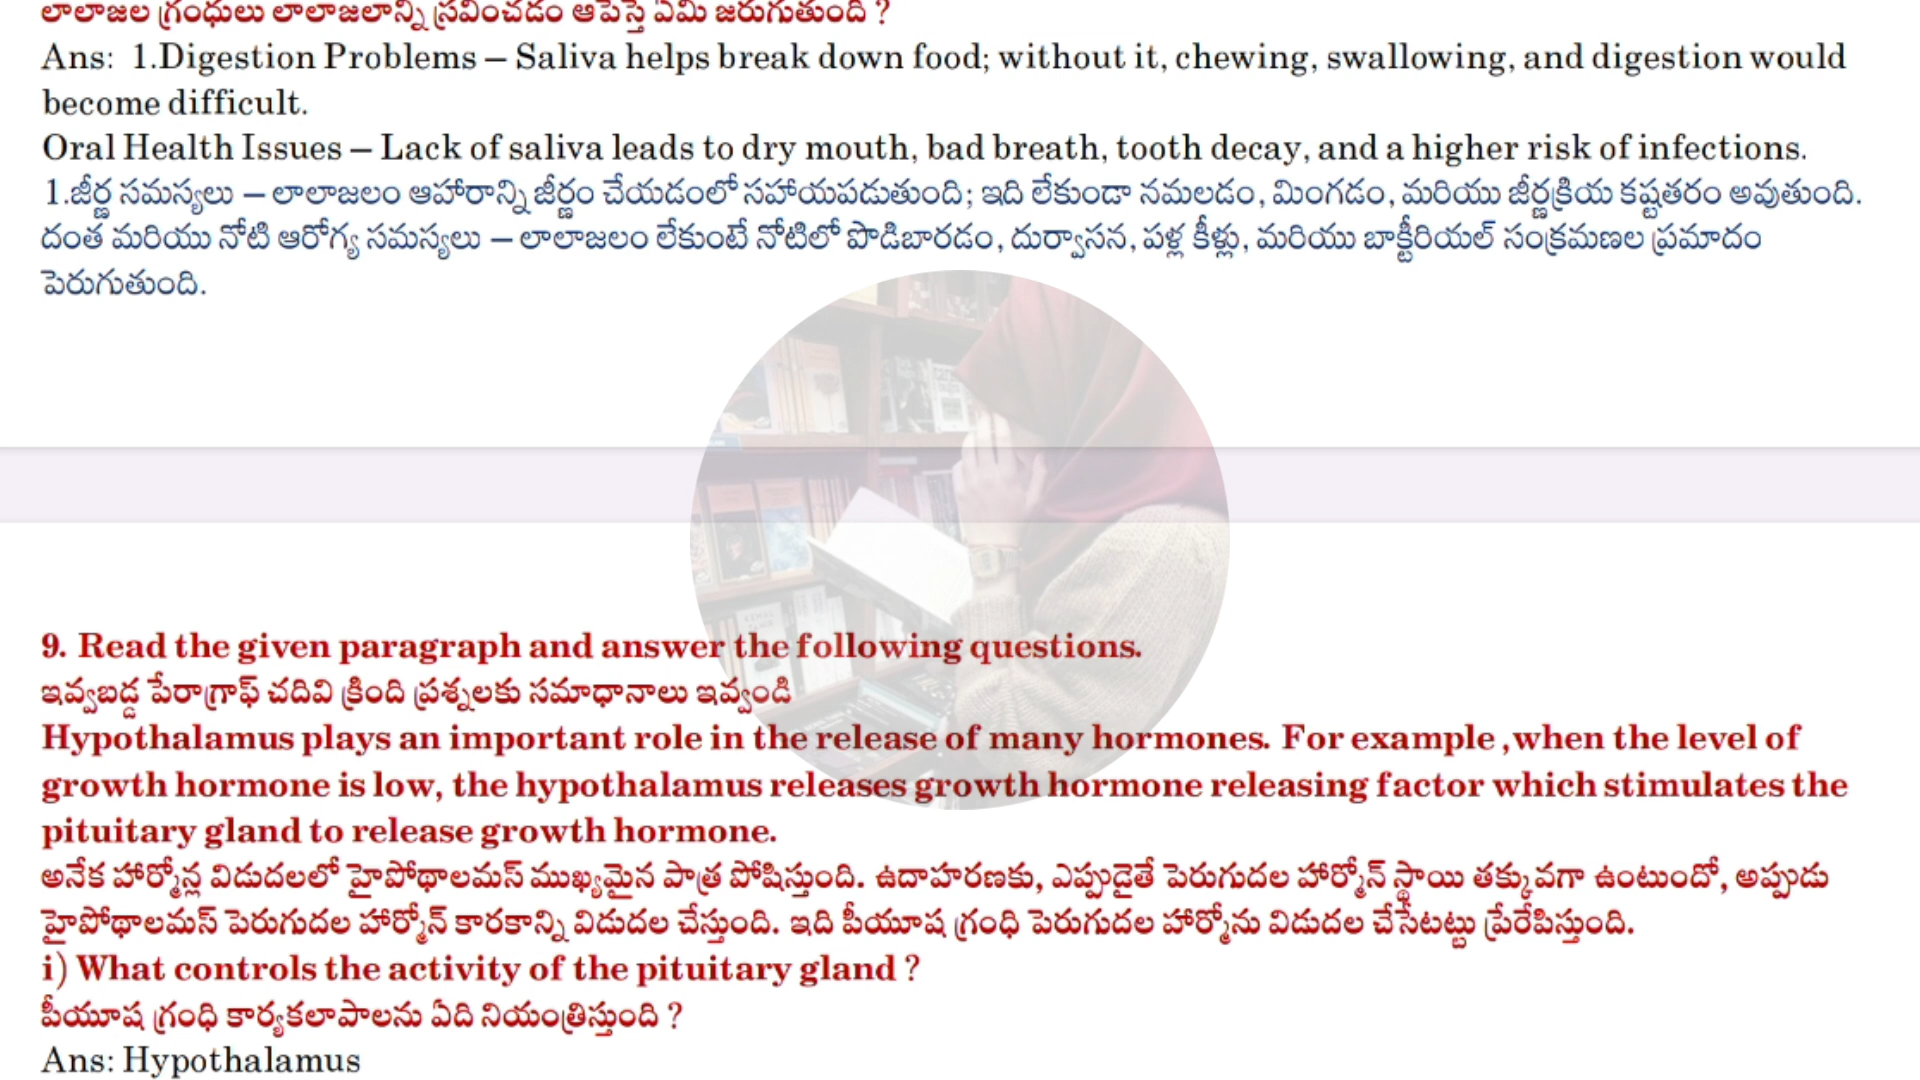 లాలాజల గ్రంధులు లాలాజలాన్ని స్రవించడం ఆపేస్తే ఏమి జరుగుతుంది ?
Ans:  1.Digestion Problems – Saliva helps break down food; without it, chewing, swallowing, and digestion would
become difficult.
Oral Health Issues – Lack of saliva leads to dry mouth, bad breath, tooth decay, and a higher risk of infections.
1.జీర్ణ సమస్యలు – లాలాజలం ఆహారాన్ని జీర్ణం చేయడంలో సహాయపడుతుంది; ఇది లేకుండా నమలడం, మింగడం, మరియు జీర్ణక్రియ కష్టతరం అవుతుంది.
దంత మరియు నోటి ఆరోగ్య సమస్యలు – లాలాజలం లేకుంటే నోటిలో పొడిబారడం, దుర్వాసన, పళ్ల కీళ్లు, మరియు బాక్టీరియల్ సంక్రమణల ప్రమాదం
పెరుగుతుంది.
9. Read the given paragraph and answer the following questions.
ఇవ్వబడ్డ పేరాగ్రాఫ్ చదివి క్రింది ప్రశ్నలకు సమాధానాలు ఇవ్వండి
Hypothalamus plays an important role in the release of many hormones. For example ,when the level of
growth hormone is low, the hypothalamus releases growth hormone releasing factor which stimulates the
pituitary gland to release growth hormone.
అనేక హార్మోన్ల విడుదలలో హైపోథాలమస్ ముఖ్యమైన పాత్ర పోషిస్తుంది. ఉదాహరణకు, ఎప్పుడైతే పెరుగుదల హార్మోన్ స్థాయి తక్కువగా ఉంటుందో, అప్పుడు
హైపోథాలమస్ పెరుగుదల హార్మోన్ కారకాన్ని విడుదల చేస్తుంది. ఇది పీయూష గ్రంధి పెరుగుదల హార్మోను విడుదల చేసేటట్టు ప్రేరేపిస్తుంది.
i) What controls the activity of the pituitary gland ?
పీయూష గ్రంధి కార్యకలాపాలను ఏది నియంత్రిస్తుంది ?
Ans: Hypothalamus